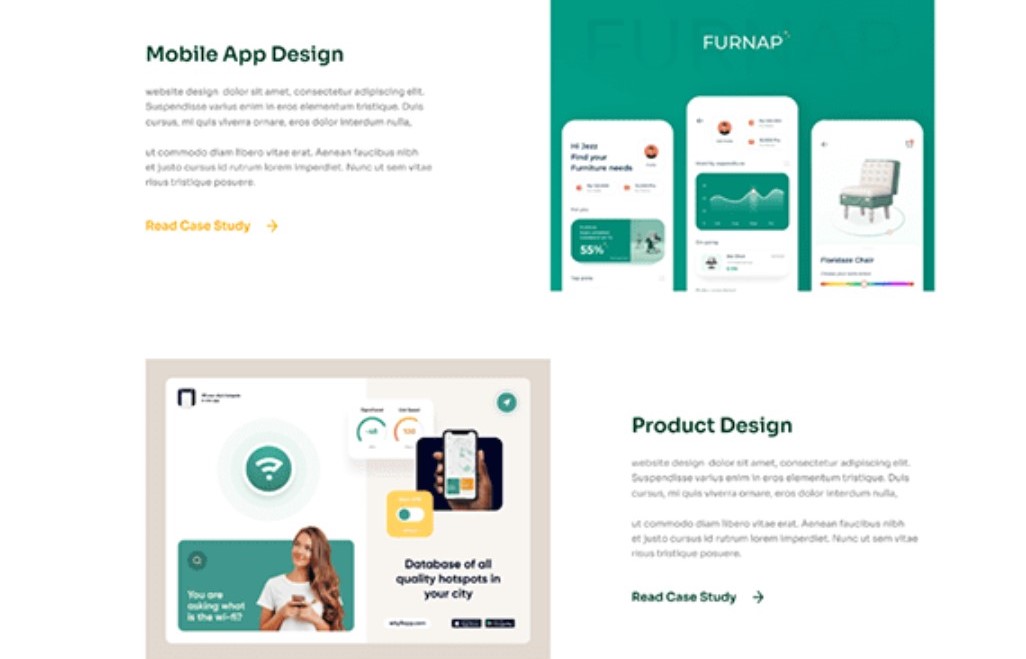 Mobile App Design
website design dolor sit amet, consectetur adipiscing elit.
Suspendisse varius enim in eros elementum tristique. Duis
cursus, mi quis viverra ornare, eros dolor interdum nulla,
ut commodo diam libero vitae erat. Aenean faucibus nibh
et justo cursus id rutrum lorem imperdiet. Nunc ut sem vitae
risus tristique posuere.
Read Case Study
FURNAP
FURNAP
Hi Jezz
Find your
Furniture needs
For you
55%
On going
Floridaze Chair
Product Design
website design dolor sit amet, consectetur adipiscing elit.
Suspendisse varius enim in eros elementum tristique. Duis
cursus, mi quis viverra ornare, eros dolor interdum nulla,
ut commodo diam libero vitae erat. Aenean faucibus nibh
et justo cursus id rutrum lorem imperdiet. Nunc ut sem vitae
risus tristique posuere.
Read Case Study
You are
asking what
is the wi-fi?
Database of all
quality hotspots in
your city